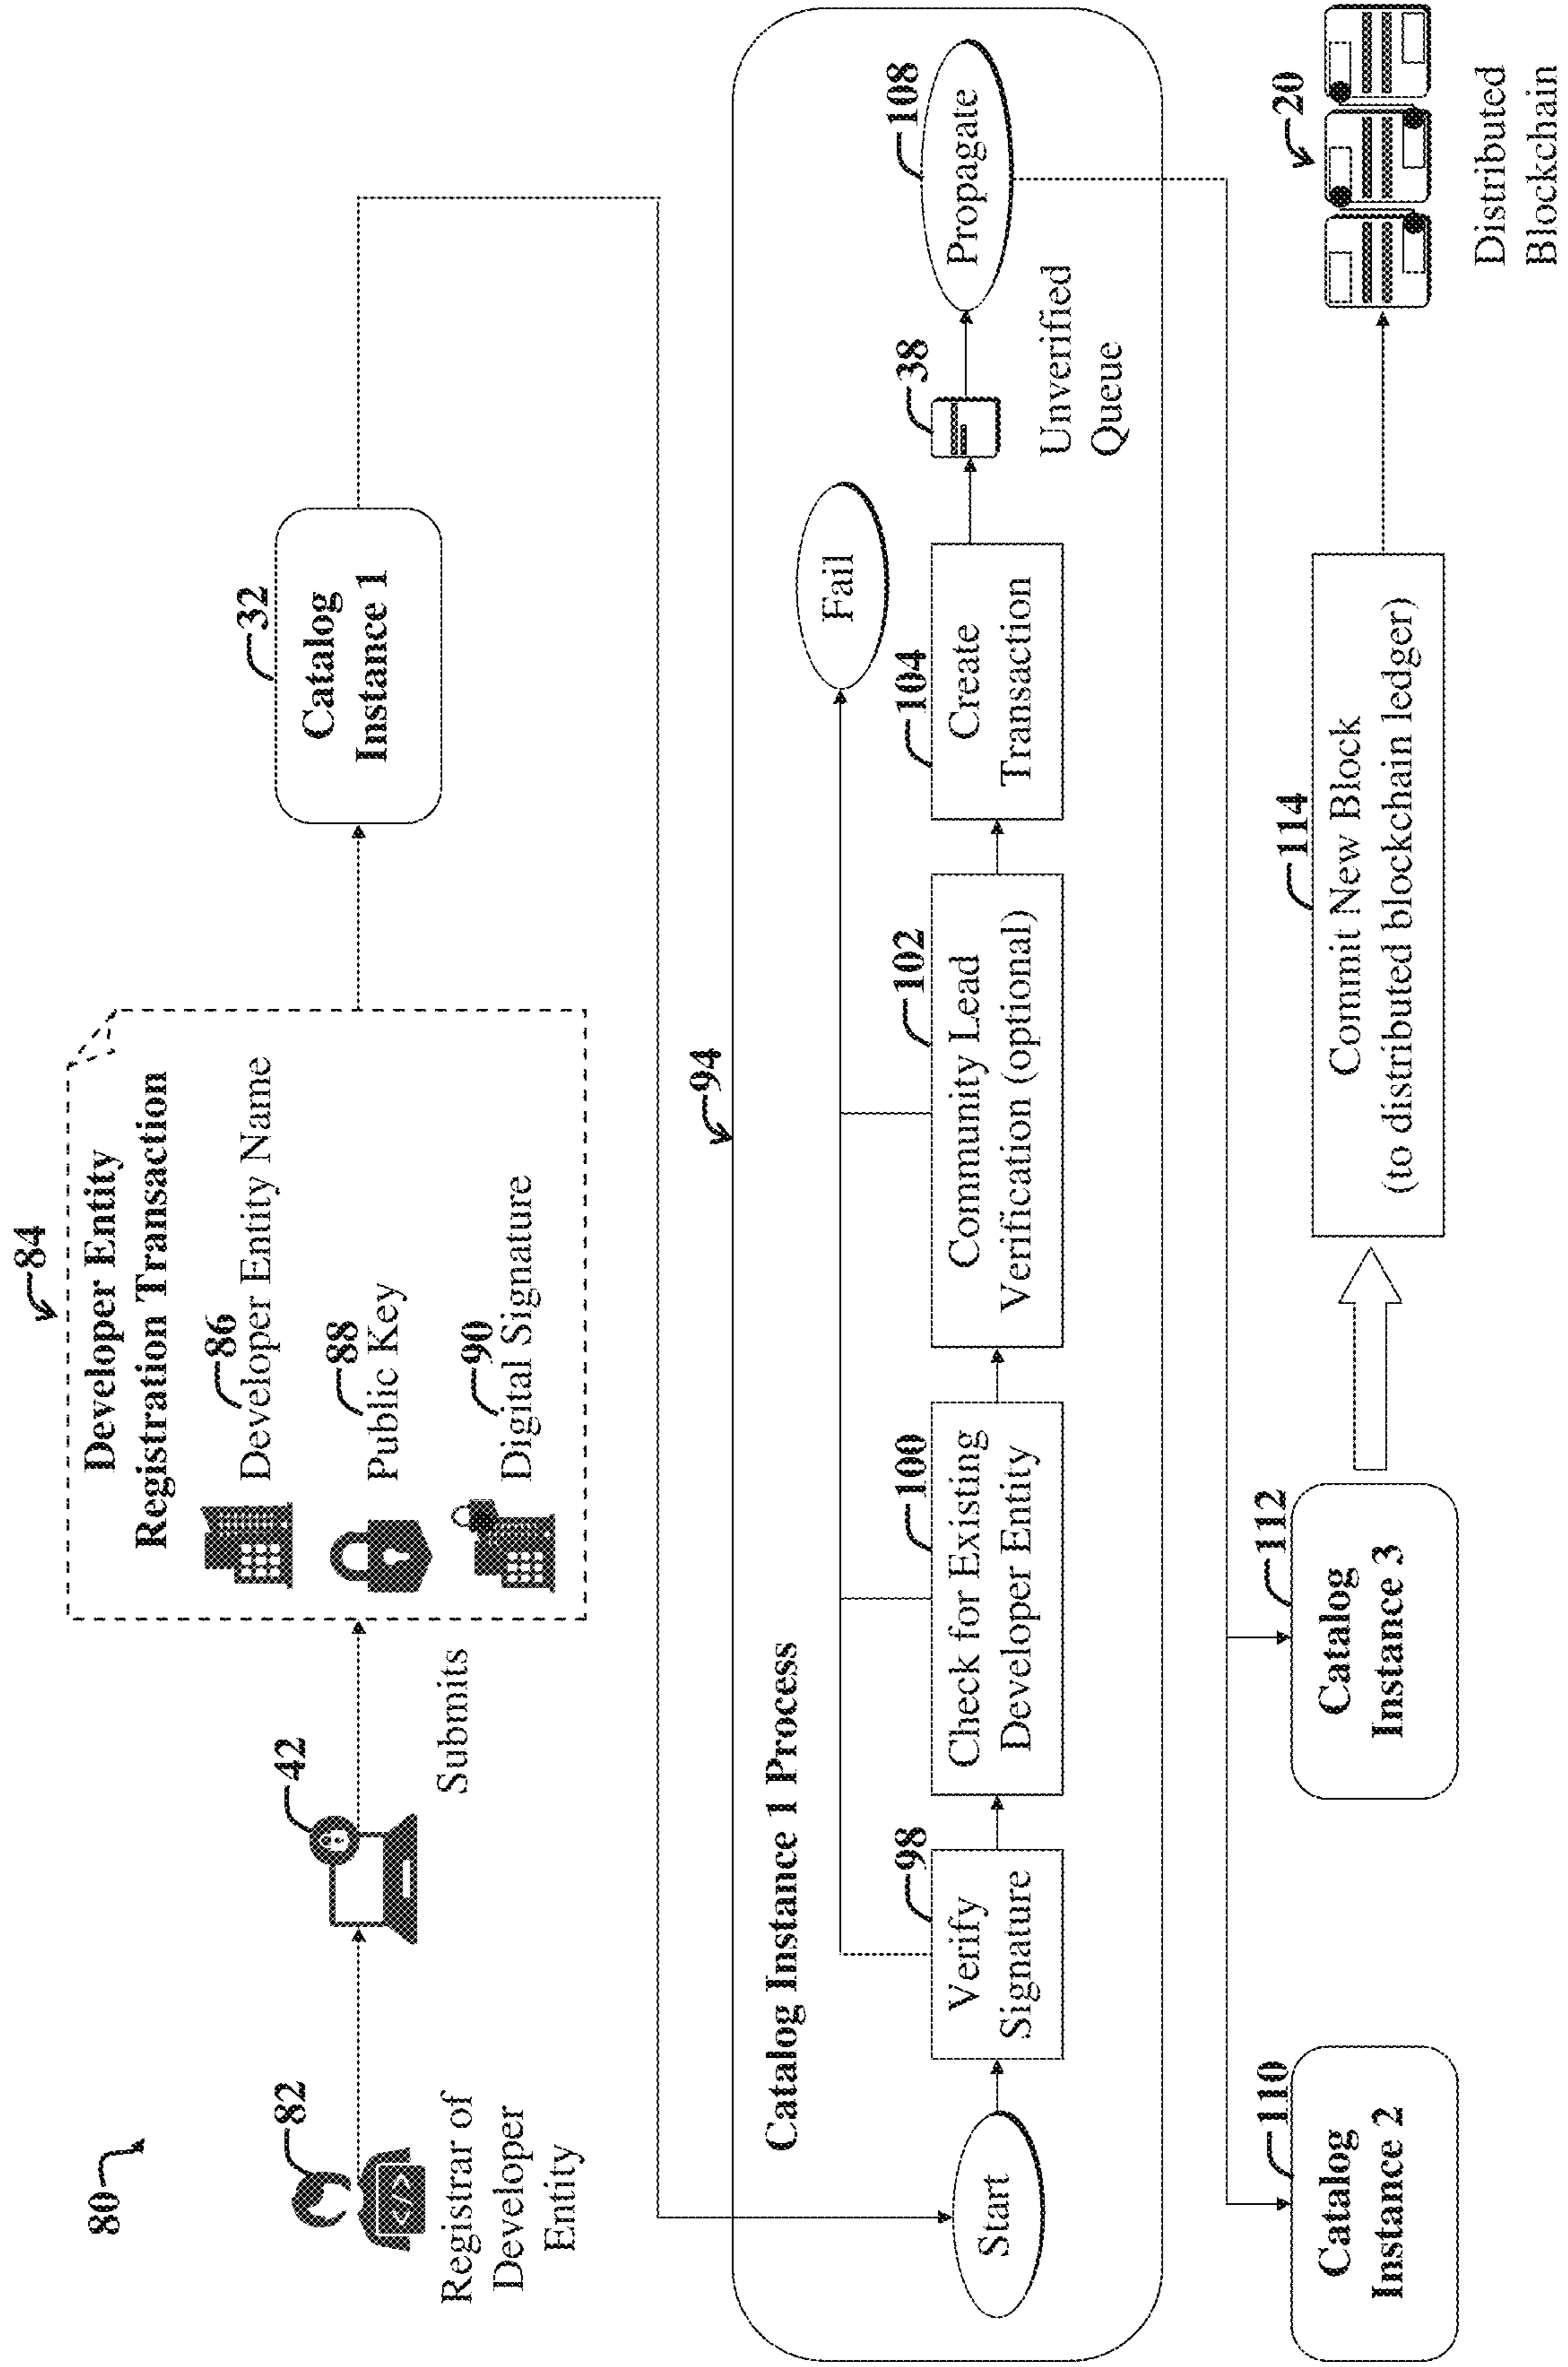 80
82
Registrar of
Developer
Entity
42
Submits
84
Developer Entity
Registration Transaction
86
Developer Entity Name
88
Public Key
90
Digital Signature
32
Catalog
Instance 1
94
Catalog Instance 1 Process
Start
98
Verify
Signature
100
Check for Existing
Developer Entity
102
Community Lead
Verification (optional)
104
Create
Transaction
Fail
38
Unverified
Queue
108
Propagate
110
Catalog
Instance 2
112
Catalog
Instance 3
114
Commit New Block
(to distributed blockchain ledger)
20
Distributed
Blockchain